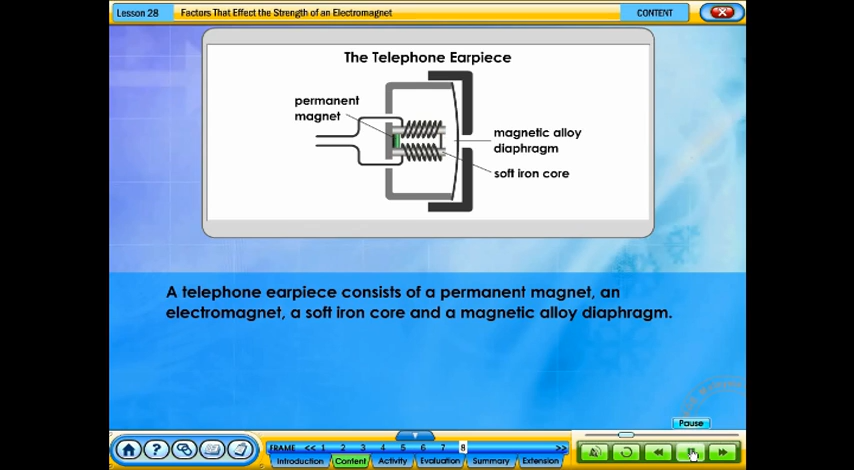 Lesson 28
Factors That Effect the Strength of an Electromagnet
CONTENT
The Telephone Earpiece
permanent
magnet
magnetic alloy
diaphragm
soft iron core
A telephone earpiece consists of a permanent magnet, an
electromagnet, a soft iron core and a magnetic alloy diaphragm.
Pause
FRAME << 1 2 3 4 5 6 7 8 >>
Introduction Content Activity Evaluation Summary Extension